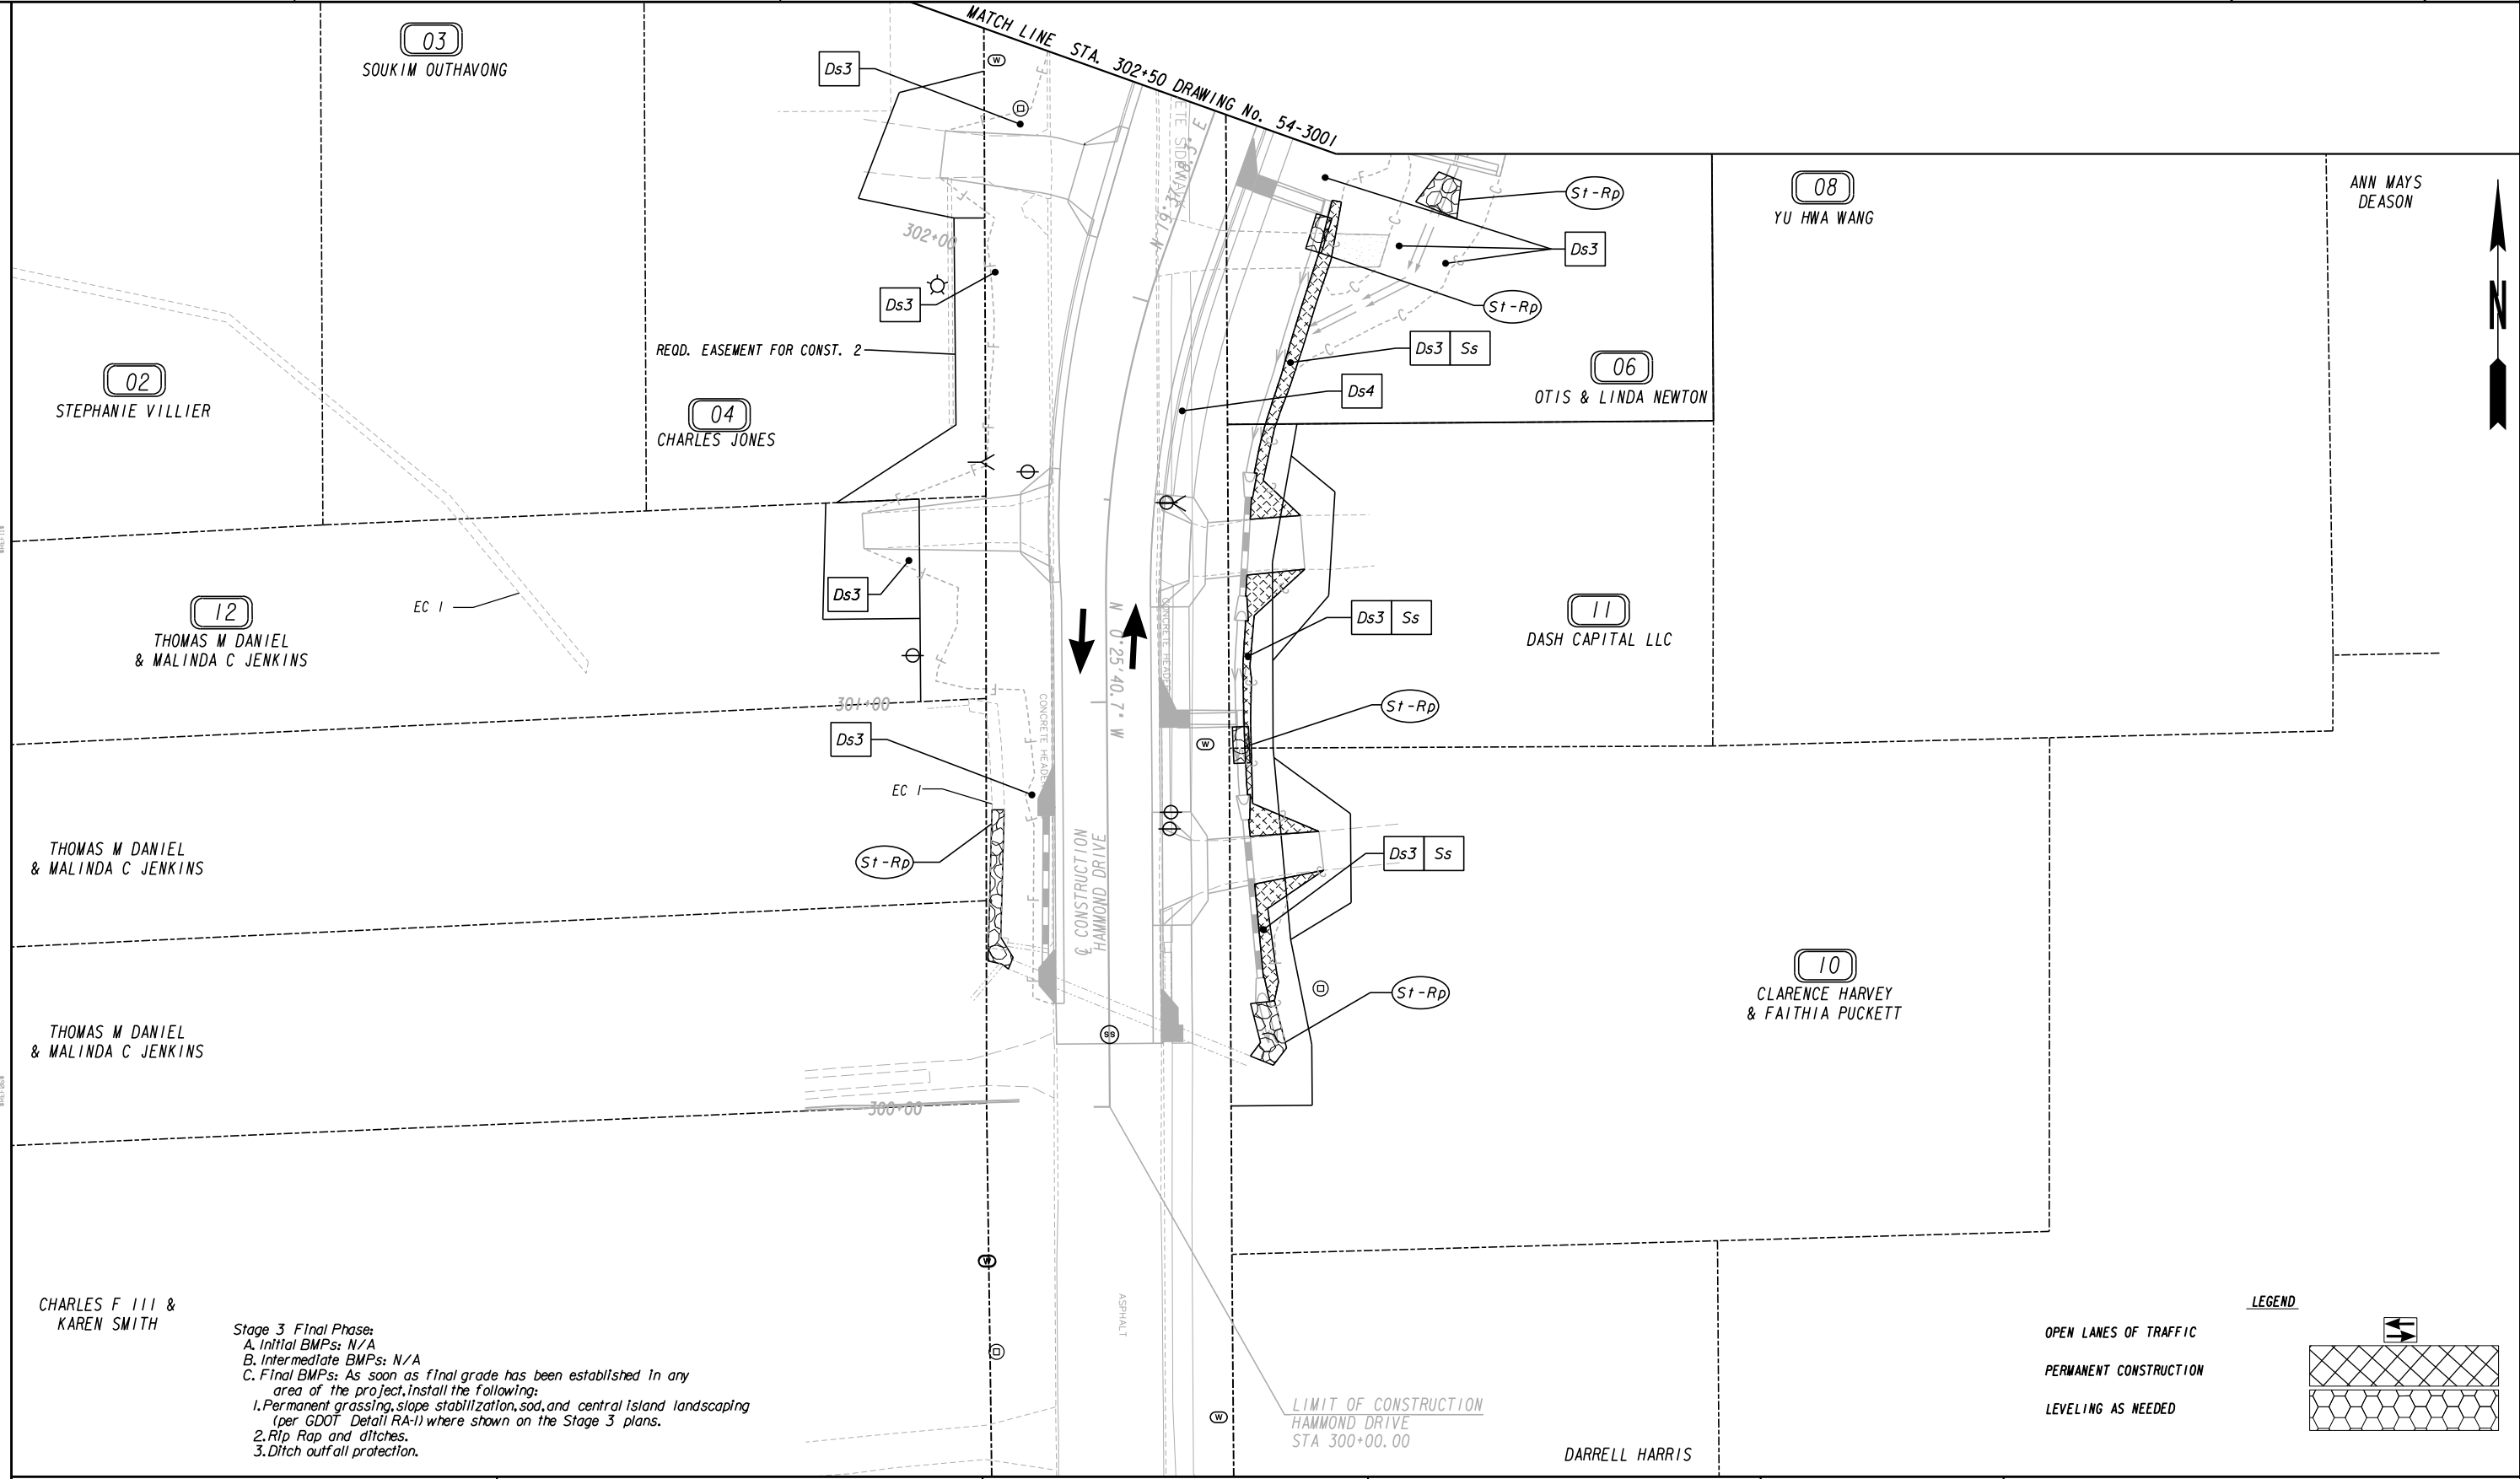 MATCH LINE STA. 302+50 DRAWING No. 54-3001
03
SOUKIM OUTHAVONG
Ds3
W
08
YU HWA WANG
ANN MAYS
DEASON
St-Rp
N 19°32' E
302+00
Ds3
Ds3
St-Rp
N
REQD. EASEMENT FOR CONST. 2
Ds3 Ss
06
OTIS & LINDA NEWTON
Ds4
02
STEPHANIE VILLIER
04
CHARLES JONES
12
THOMAS M DANIEL
& MALINDA C JENKINS
EC 1
Ds3
N 0°25'40.7" W
Ds3 Ss
11
DASH CAPITAL LLC
301+00
Ds3
CONCRETE HEADER
CONCRETE HEADER
W
St-Rp
EC 1
St-Rp
THOMAS M DANIEL
& MALINDA C JENKINS
℄ CONSTRUCTION
HAMMOND DRIVE
Ds3 Ss
10
CLARENCE HARVEY
& FAITHIA PUCKETT
St-Rp
THOMAS M DANIEL
& MALINDA C JENKINS
SS
300+00
W
CHARLES F III &
KAREN SMITH
ASPHALT
Stage 3 Final Phase:
A. Initial BMPs: N/A
B. Intermediate BMPs: N/A
C. Final BMPs: As soon as final grade has been established in any
area of the project, install the following:
1. Permanent grassing, slope stabilization, sod, and central island landscaping
(per GDOT Detail RA-1) where shown on the Stage 3 plans.
2. Rip Rap and ditches.
3. Ditch outfall protection.
W
LIMIT OF CONSTRUCTION
HAMMOND DRIVE
STA 300+00.00
DARRELL HARRIS
LEGEND
OPEN LANES OF TRAFFIC
PERMANENT CONSTRUCTION
LEVELING AS NEEDED